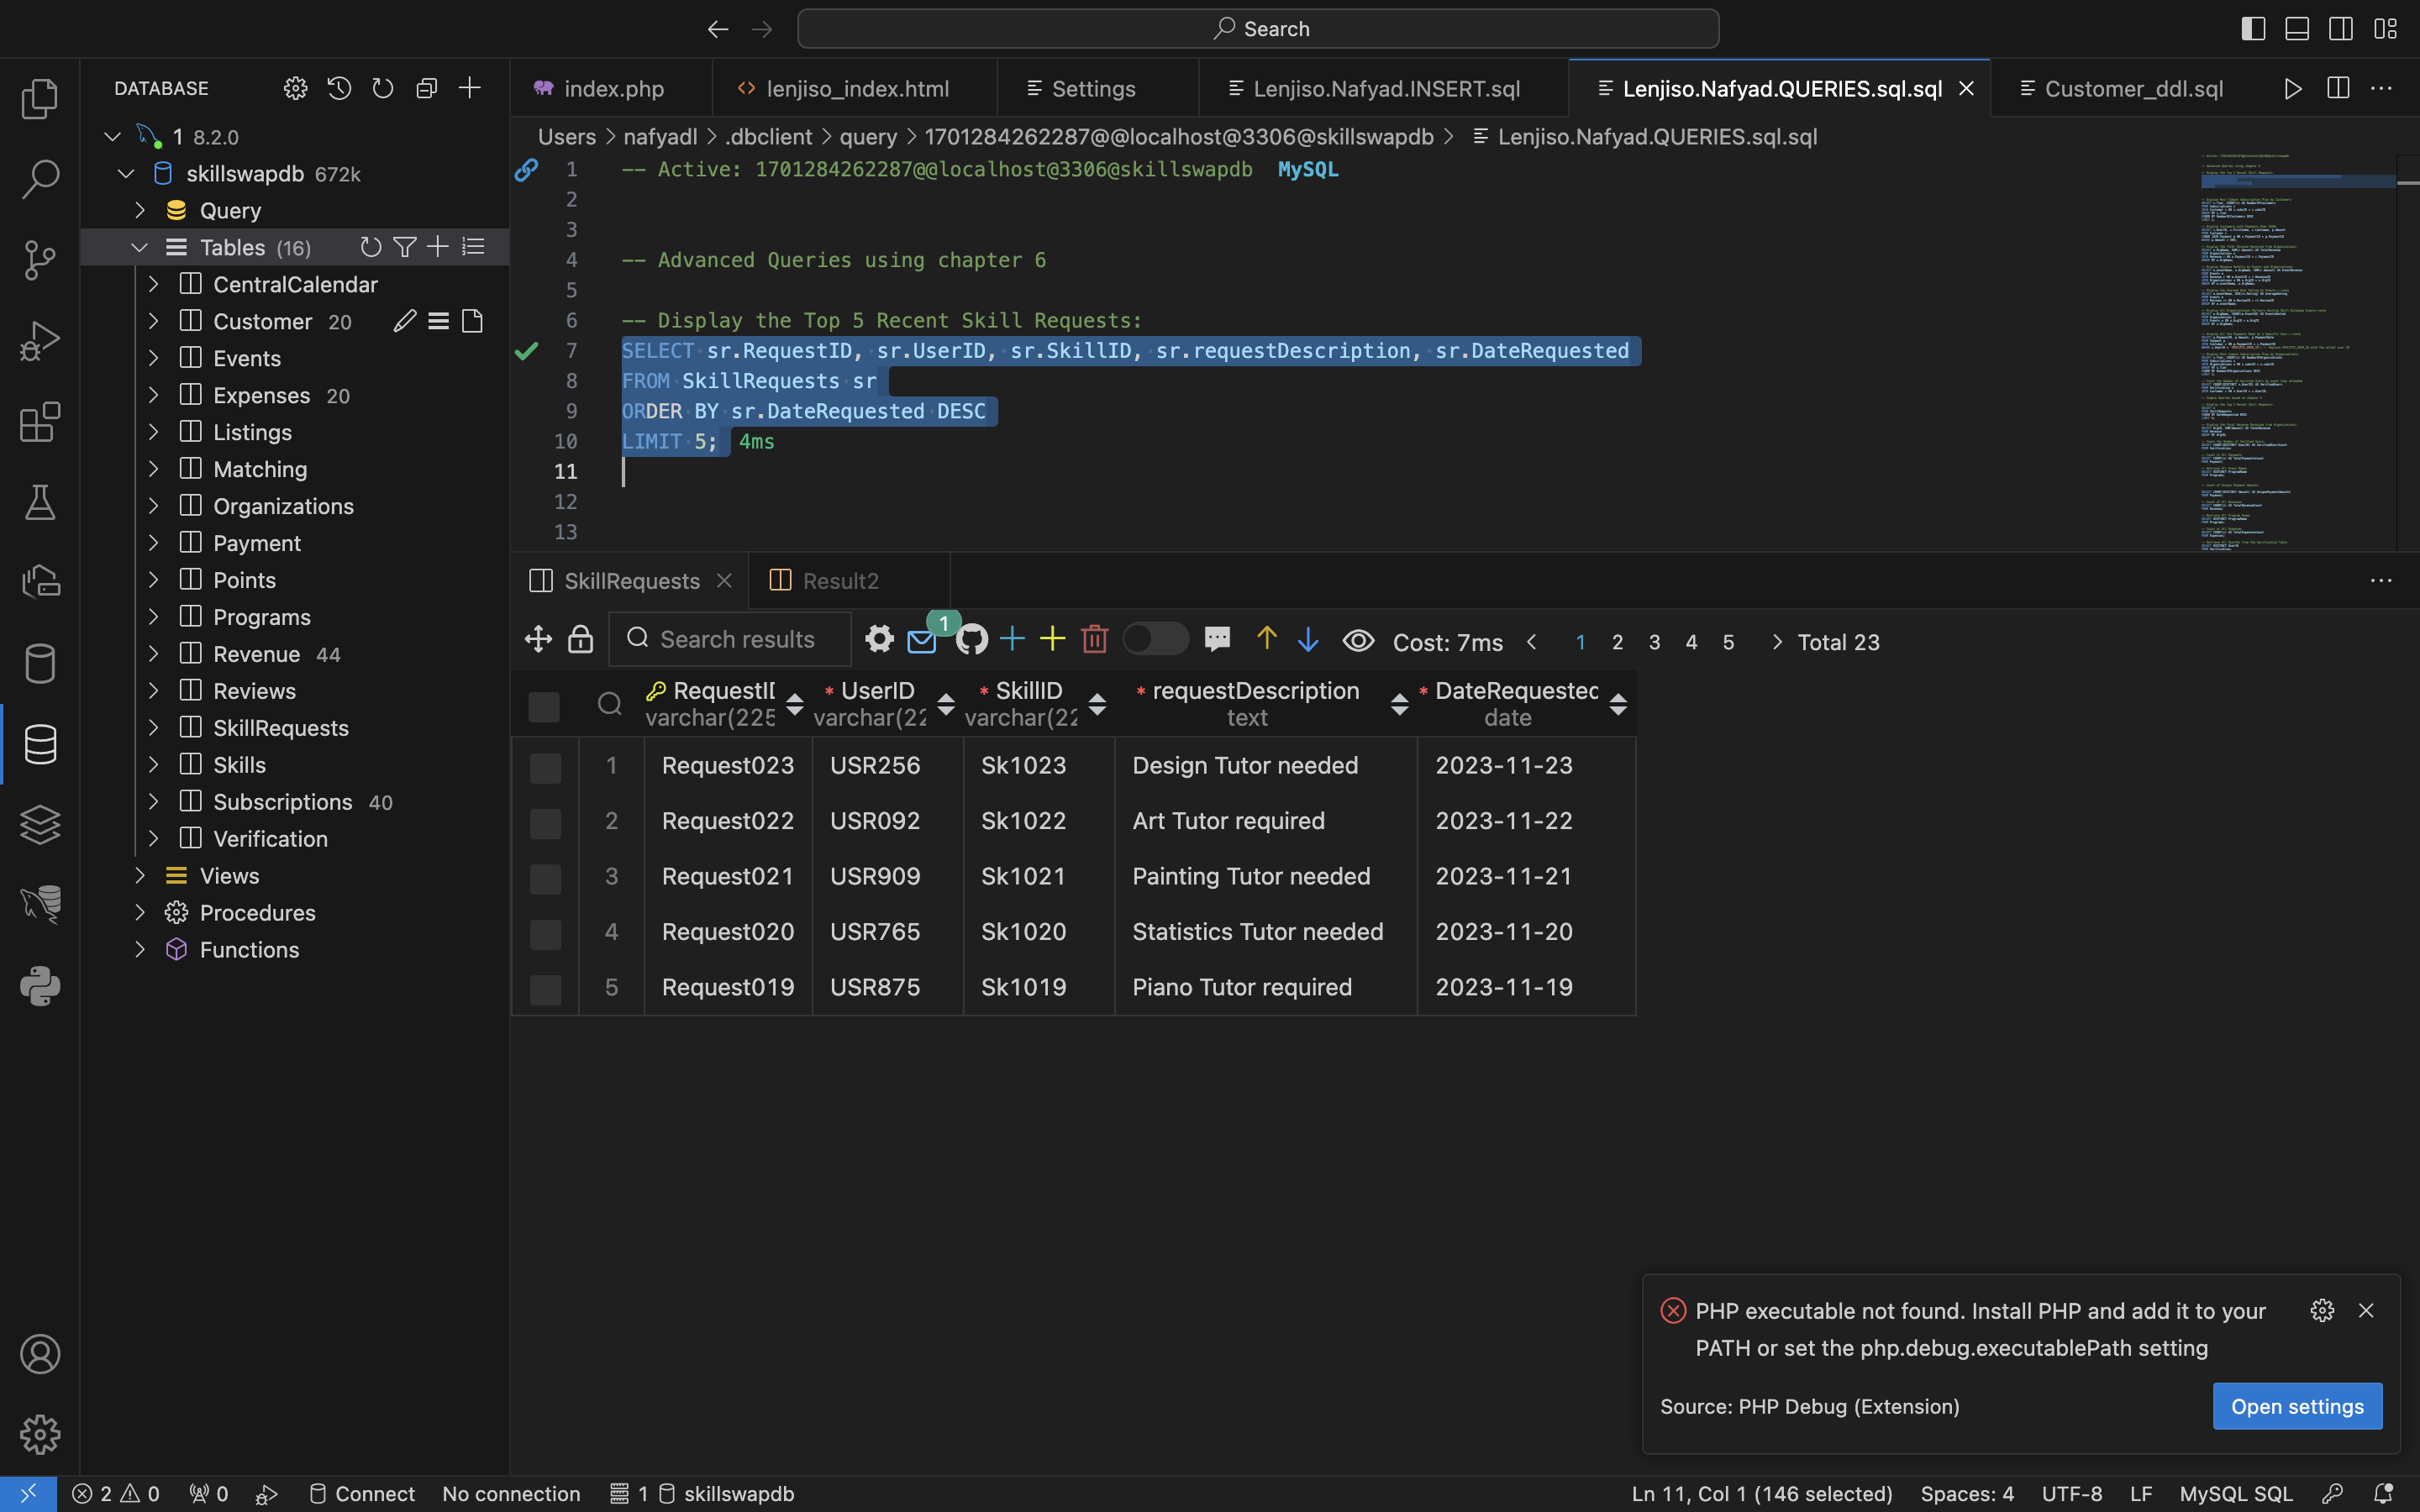 Search
DATABASE
index.php
lenjiso_index.html
Settings
Lenjiso.Nafyad.INSERT.sql
Lenjiso.Nafyad.QUERIES.sql.sql
Customer_ddl.sql
1 8.2.0
skillswapdb 672k
Query
Tables (16)
CentralCalendar
Customer 20
Events
Expenses 20
Listings
Matching
Organizations
Payment
Points
Programs
Revenue 44
Reviews
SkillRequests
Skills
Subscriptions 40
Verification
Views
Procedures
Functions
Users > nafyadl > .dbclient > query > 1701284262287@@localhost@3306@skillswapdb > Lenjiso.Nafyad.QUERIES.sql.sql
1 -- Active: 1701284262287@@localhost@3306@skillswapdb MySQL
2
3
4 -- Advanced Queries using chapter 6
5
6 -- Display the Top 5 Recent Skill Requests:
7 SELECT sr.RequestID, sr.UserID, sr.SkillID, sr.requestDescription, sr.DateRequested
8 FROM SkillRequests sr
9 ORDER BY sr.DateRequested DESC
10 LIMIT 5; 4ms
11
12
13
SkillRequests
Result2
Search results
1
Cost: 7ms < 1 2 3 4 5 > Total 23
RequestID * UserID * SkillID * requestDescription * DateRequested
varchar(225 varchar(22 varchar(22 text date
1 Request023 USR256 Sk1023 Design Tutor needed 2023-11-23
2 Request022 USR092 Sk1022 Art Tutor required 2023-11-22
3 Request021 USR909 Sk1021 Painting Tutor needed 2023-11-21
4 Request020 USR765 Sk1020 Statistics Tutor needed 2023-11-20
5 Request019 USR875 Sk1019 Piano Tutor required 2023-11-19
PHP executable not found. Install PHP and add it to your
PATH or set the php.debug.executablePath setting
Source: PHP Debug (Extension)
Open settings
2 0 0 Connect No connection 1 skillswapdb
Ln 11, Col 1 (146 selected) Spaces: 4 UTF-8 LF MySQL SQL